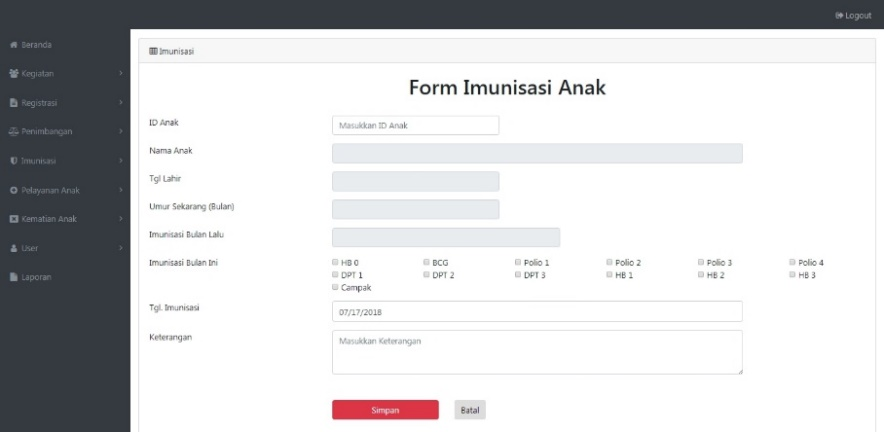 Logout
Beranda
Kegiatan
Registrasi
Penimbangan
Imunisasi
Pelayanan Anak
Kematian Anak
User
Laporan
Imunisasi
Form Imunisasi Anak
ID Anak
Masukkan ID Anak
Nama Anak
Tgl Lahir
Umur Sekarang (Bulan)
Imunisasi Bulan Lalu
Imunisasi Bulan Ini
HB 0 BCG Polio 1 Polio 2 Polio 3 Polio 4
DPT 1 DPT 2 DPT 3 HB 1 HB 2 HB 3
Campak
Tgl. Imunisasi
07/17/2018
Keterangan
Masukkan Keterangan
Simpan Batal